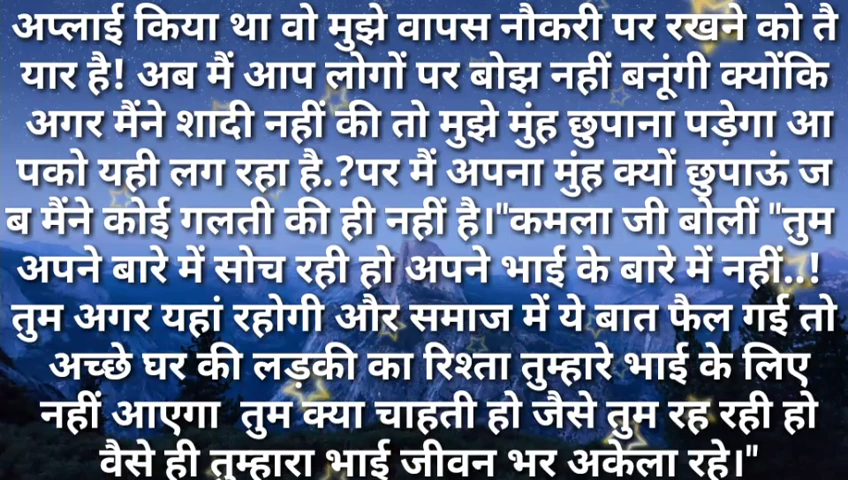 अप्लाई किया था वो मुझे वापस नौकरी पर रखने को तै
यार है! अब मैं आप लोगों पर बोझ नहीं बनूंगी क्योंकि
अगर मैंने शादी नहीं की तो मुझे मुंह छुपाना पड़ेगा आ
पको यही लग रहा है.?पर मैं अपना मुंह क्यों छुपाऊं ज
ब मैंने कोई गलती की ही नहीं है।"कमला जी बोलीं "तुम
अपने बारे में सोच रही हो अपने भाई के बारे में नहीं..!
तुम अगर यहां रहोगी और समाज में ये बात फैल गई तो
अच्छे घर की लड़की का रिश्ता तुम्हारे भाई के लिए
नहीं आएगा  तुम क्या चाहती हो जैसे तुम रह रही हो
वैसे ही तुम्हारा भाई जीवन भर अकेला रहे।"